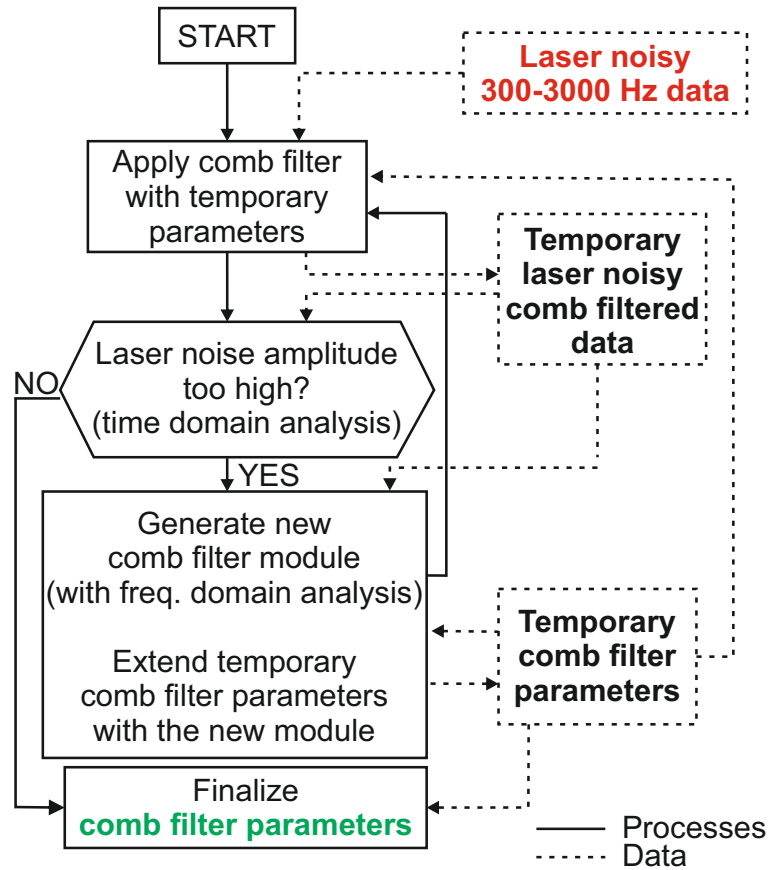 START
Laser noisy
300-3000 Hz data
Apply comb filter
with temporary
parameters
Temporary
laser noisy
comb filtered
data
Laser noise amplitude
too high?
(time domain analysis)
NO
YES
Generate new
comb filter module
(with freq. domain analysis)
Extend temporary
comb filter parameters
with the new module
Temporary
comb filter
parameters
Finalize
comb filter parameters
Processes
Data